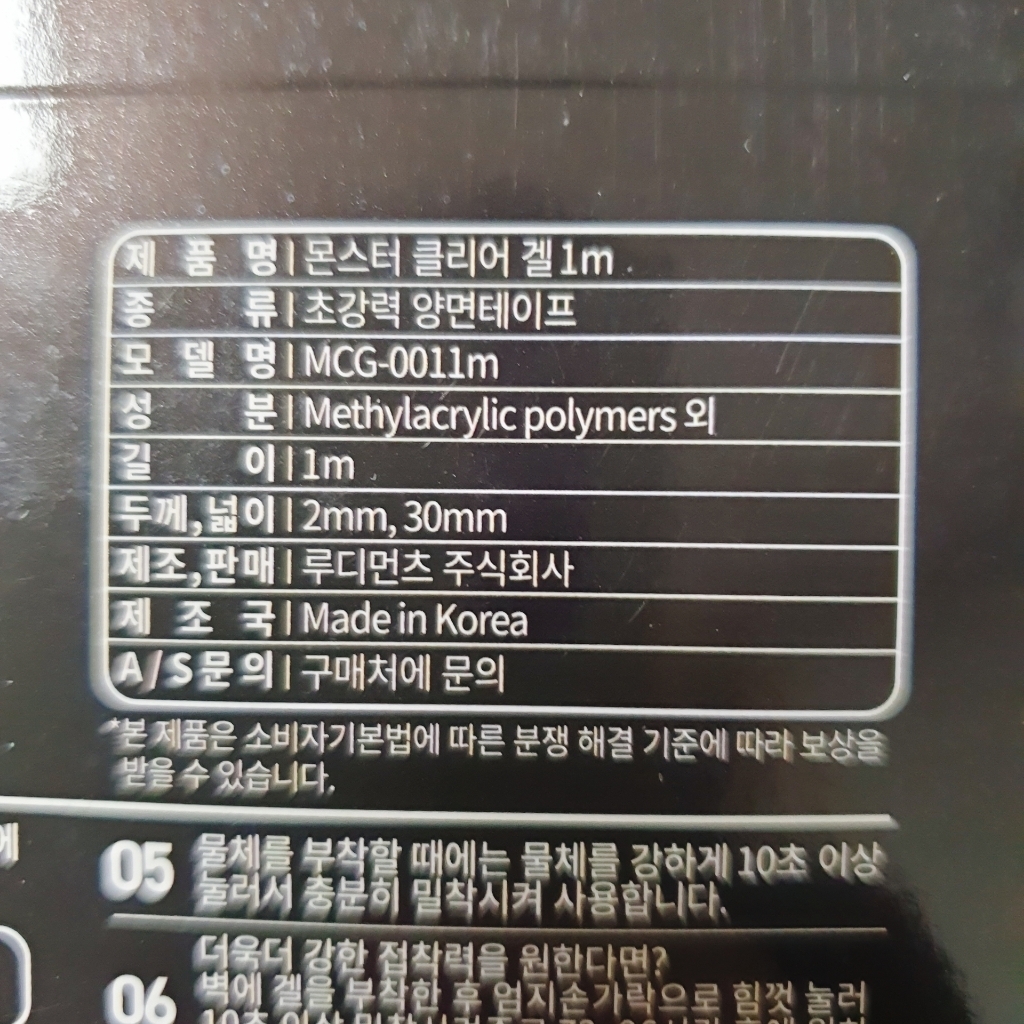 제 품 명 | 몬스터 클리어 겔 1m
종 류 | 초강력 양면테이프
모 델 명 | MCG-0011m
성 분 | Methylacrylic polymers 외
길 이 | 1m
두께,넓이 | 2mm, 30mm
제조,판매 | 루디먼츠 주식회사
제 조 국 | Made in Korea
A/S문의 | 구매처에 문의
*본 제품은 소비자기본법에 따른 분쟁 해결 기준에 따라 보상을
받을 수 있습니다.
에
05 물체를 부착할 때에는 물체를 강하게 10초 이상
눌러서 충분히 밀착시켜 사용합니다.
더욱더 강한 접착력을 원한다면?
06 벽에 겔을 부착한 후 엄지손가락으로 힘껏 눌러
10초 이상